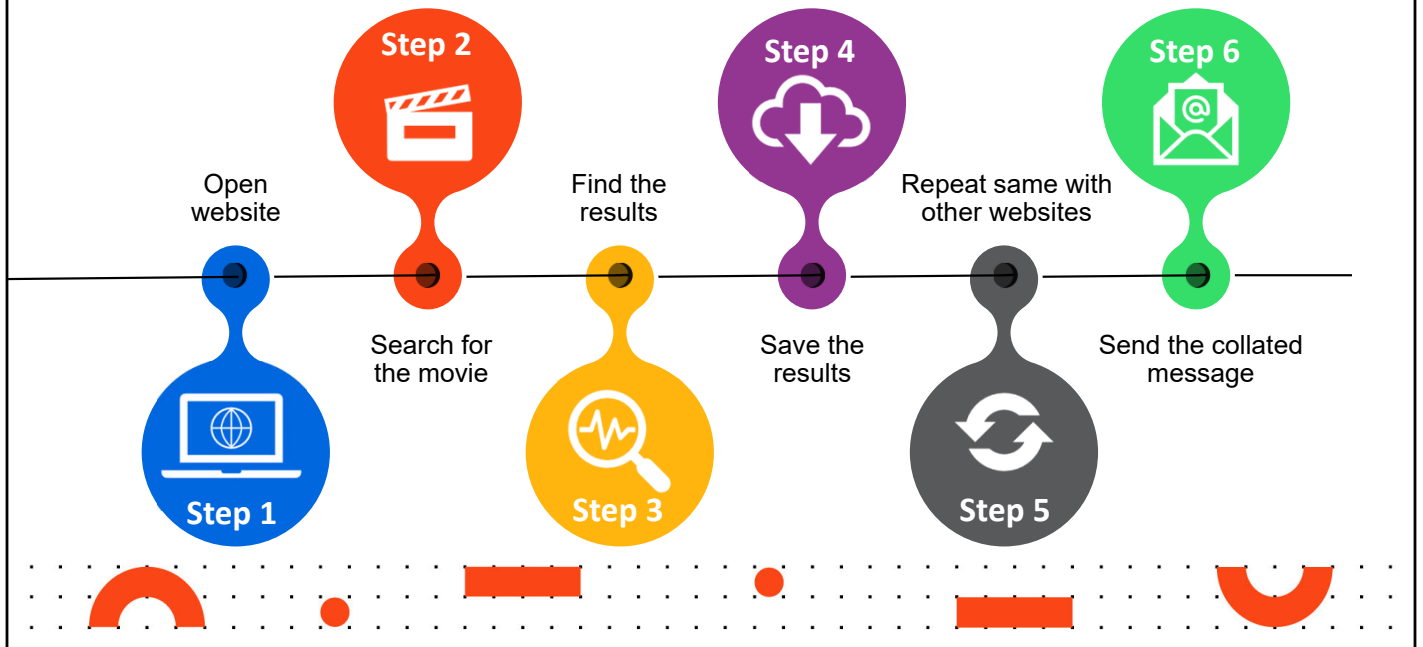 Step 1
Open
website
Step 2
Search for
the movie
Step 3
Find the
results
Step 4
Save the
results
Step 5
Repeat same with
other websites
Step 6
@
Send the collated
message